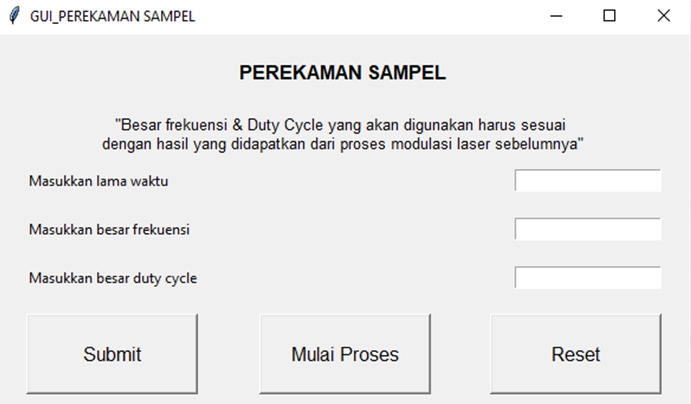 GUI_PEREKAMAN SAMPEL
PEREKAMAN SAMPEL
"Besar frekuensi & Duty Cycle yang akan digunakan harus sesuai
dengan hasil yang didapatkan dari proses modulasi laser sebelumnya"
Masukkan lama waktu
Masukkan besar frekuensi
Masukkan besar duty cycle
Submit
Mulai Proses
Reset